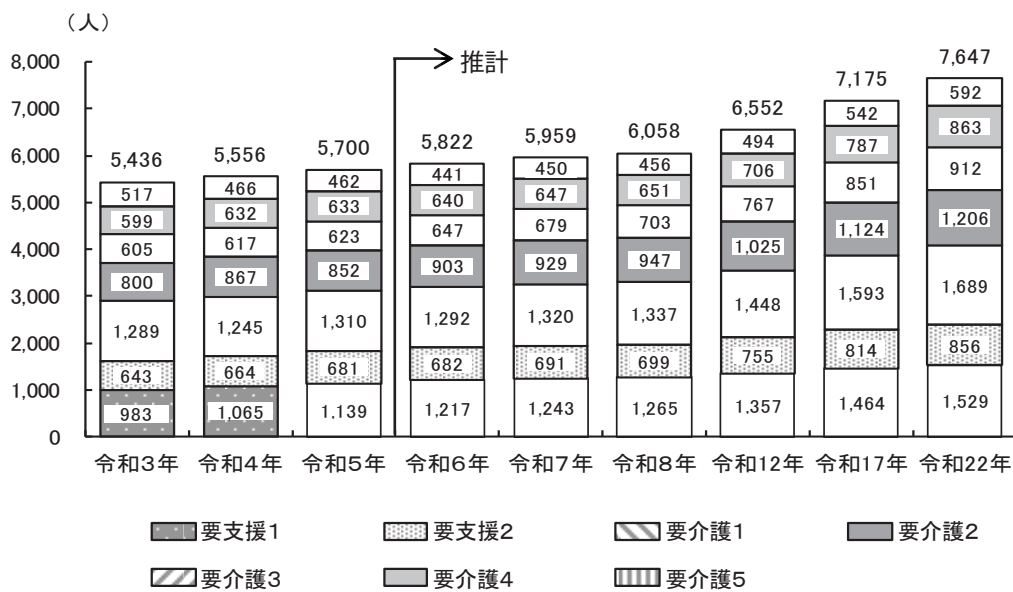 （人）
推計
8,000
7,000
6,000
5,000
4,000
3,000
2,000
1,000
0
5,436 5,556 5,700 5,822 5,959 6,058 6,552 7,175 7,647
517 466 462 441 450 456 494 542 592
599 632 633 640 647 651 706 787 863
605 617 623 647 679 703 767 851 912
800 867 852 903 929 947 1,025 1,124 1,206
1,289 1,245 1,310 1,292 1,320 1,337 1,448 1,593 1,689
643 664 681 682 691 699 755 814 856
983 1,065 1,139 1,217 1,243 1,265 1,357 1,464 1,529
令和3年 令和4年 令和5年 令和6年 令和7年 令和8年 令和12年 令和17年 令和22年
要支援1 要支援2 要介護1 要介護2
要介護3 要介護4 要介護5